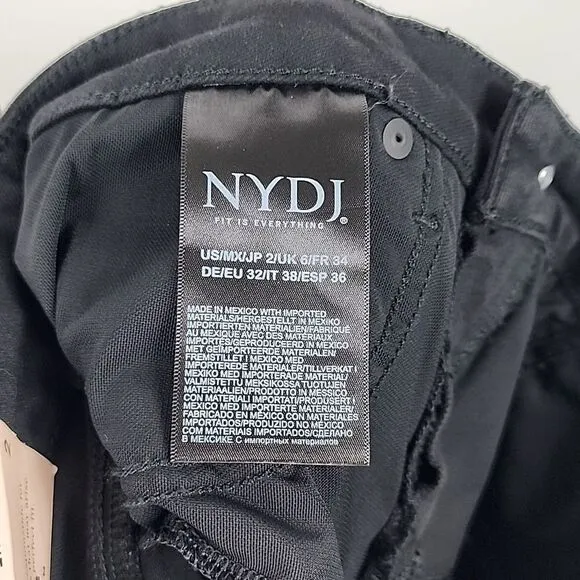 NYDJ®
FIT IS EVERYTHING
US/MX/JP 2/UK 6/FR 34
DE/EU 32/IT 38/ESP 36
MADE IN MEXICO WITH IMPORTED
MATERIALS/HERGESTELLT IN MEXIKO
IMPORTIERTEN MATERIALIEN/FABRIQUÉ
AU MEXIQUE AVEC DES MATÉRIAUX
IMPORTÉS/GEPRODUCEERD IN MEXICO
MET GEÏMPORTEERDE MATERIALEN/
FREMSTILLET I MEXICO MED
IMPORTEREDE MATERIALER/TILLVERKAT I
MEXIKO MED IMPORTERADE MATERIAL/
VALMISTETTU MEKSIKOSSA TUOTUJEN
MATERIAALIEN/PRODOTTO IN MESSICO
CON MATERIALI IMPORTATI/PRODUSERT I
MEXICO MED IMPORTERTE MATERIALER/
FABRICADO EN MÉXICO CON MATERIALES
IMPORTADOS/PRODUZIDO NO MÉXICO
COM MATERIAIS IMPORTADOS/СДЕЛАНО
В МЕКСИКЕ С импортных материалов